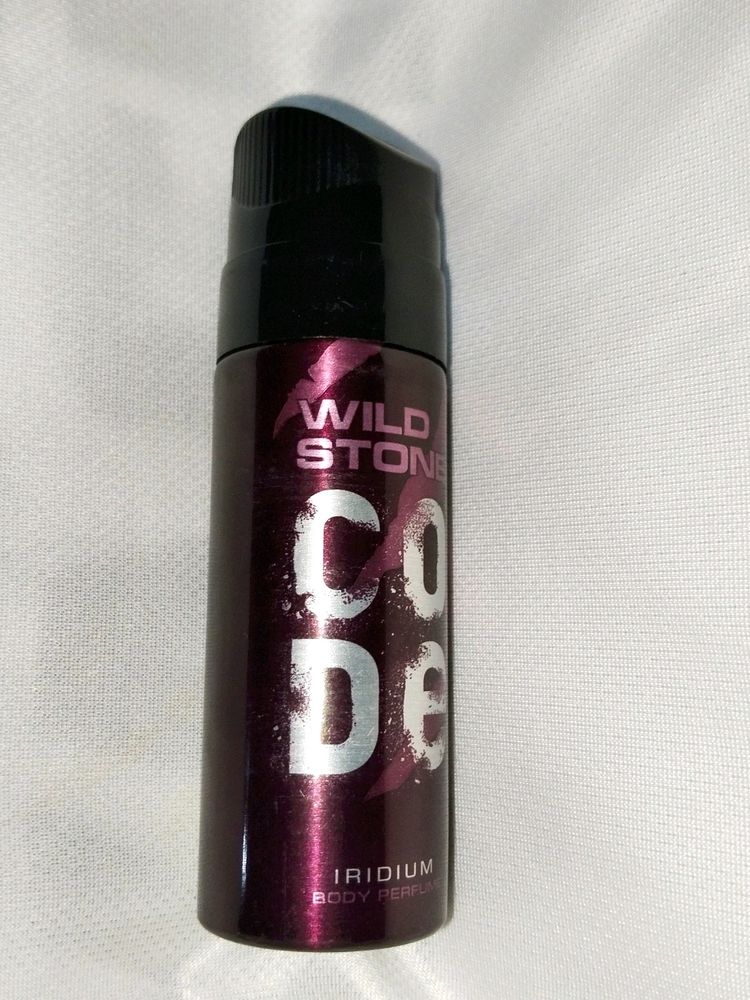 WILD
STONE
CO
De
IRIDIUM
BODY PERFUME